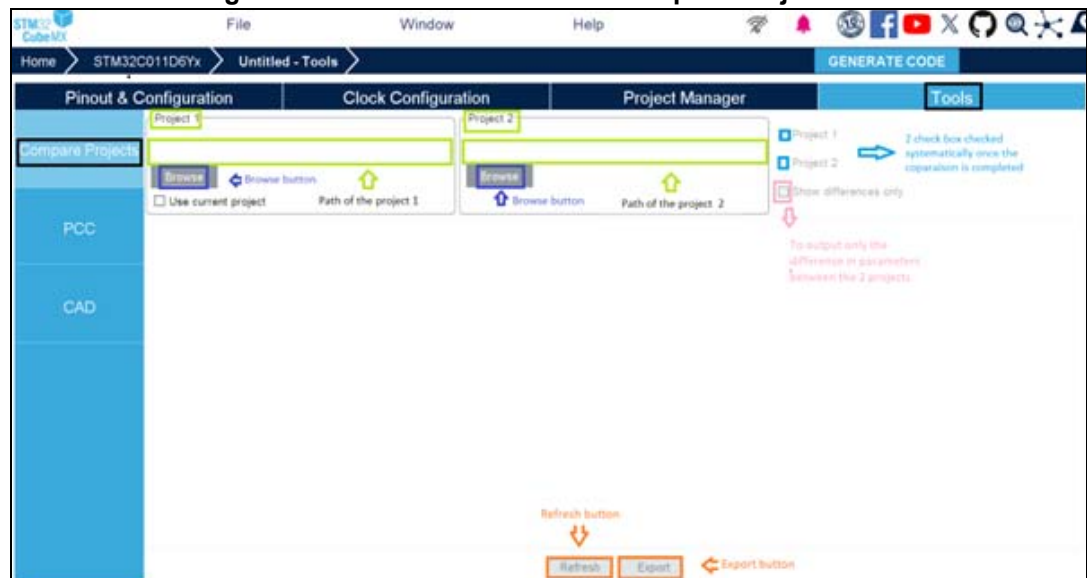 STM32
CubeMX
File
Window
Help
Home
STM32C011D6Yx
Untitled - Tools
GENERATE CODE
Pinout & Configuration
Clock Configuration
Project Manager
Tools
Compare Projects
PCC
CAD
Project 1
Browse
Browse button
Use current project
Path of the project 1
Project 2
Browse
Browse button
Path of the project 2
Project 1
Project 2
Show differences only
2 check box checked
systematically once the
coparaison is completed
To output only the
difference in parameters
between the 2 projects
Refresh button
Refresh
Export
Export button